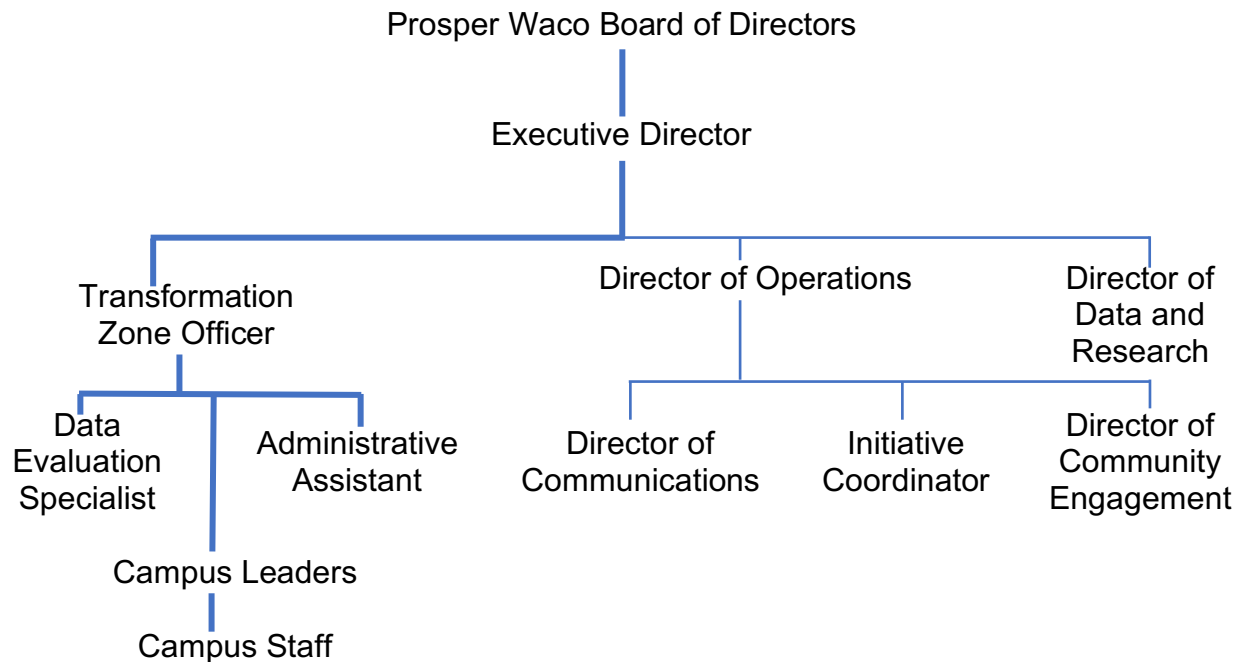 Prosper Waco Board of Directors
Executive Director
Transformation
Zone Officer
Director of Operations
Director of
Data and
Research
Data
Evaluation
Specialist
Administrative
Assistant
Director of
Communications
Initiative
Coordinator
Director of
Community
Engagement
Campus Leaders
Campus Staff